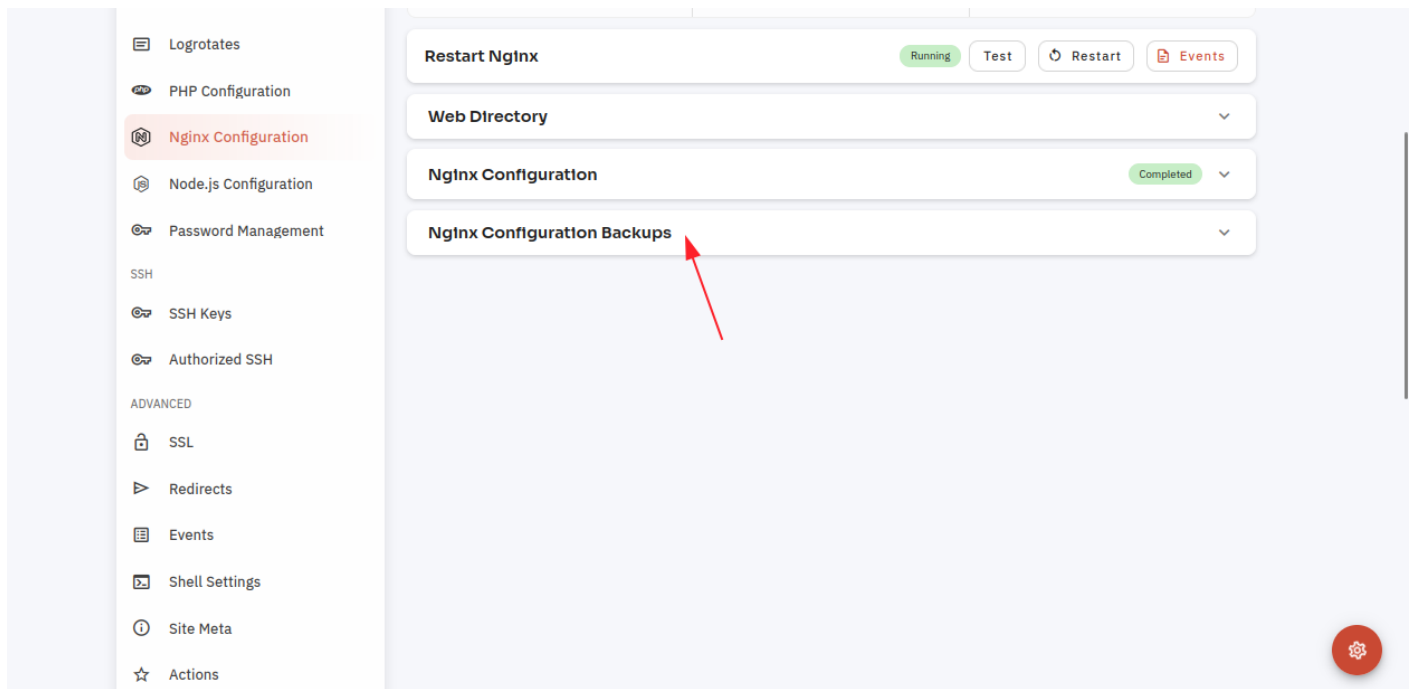 Logrotates
PHP Configuration
Nginx Configuration
Node.js Configuration
Password Management
SSH
SSH Keys
Authorized SSH
ADVANCED
SSL
Redirects
Events
Shell Settings
Site Meta
Actions
Restart Nginx
Running
Test
Restart
Events
Web Directory
Nginx Configuration
Completed
Nginx Configuration Backups